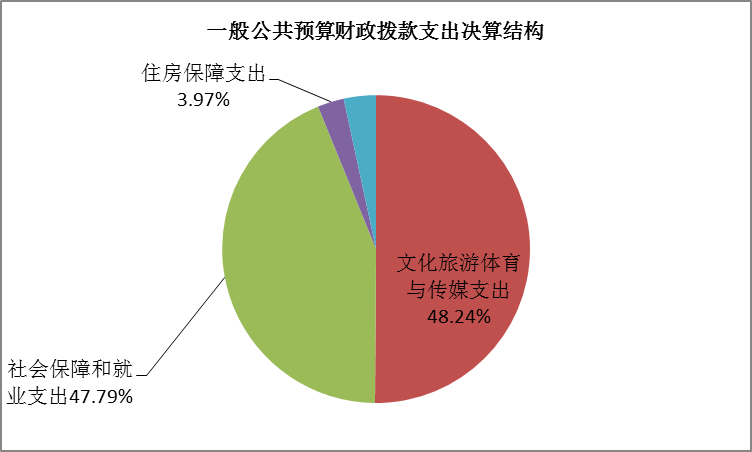 一般公共预算财政拨款支出决算结构
住房保障支出
3.97%
文化旅游体育
与传媒支出
48.24%
社会保障和就
业支出47.79%